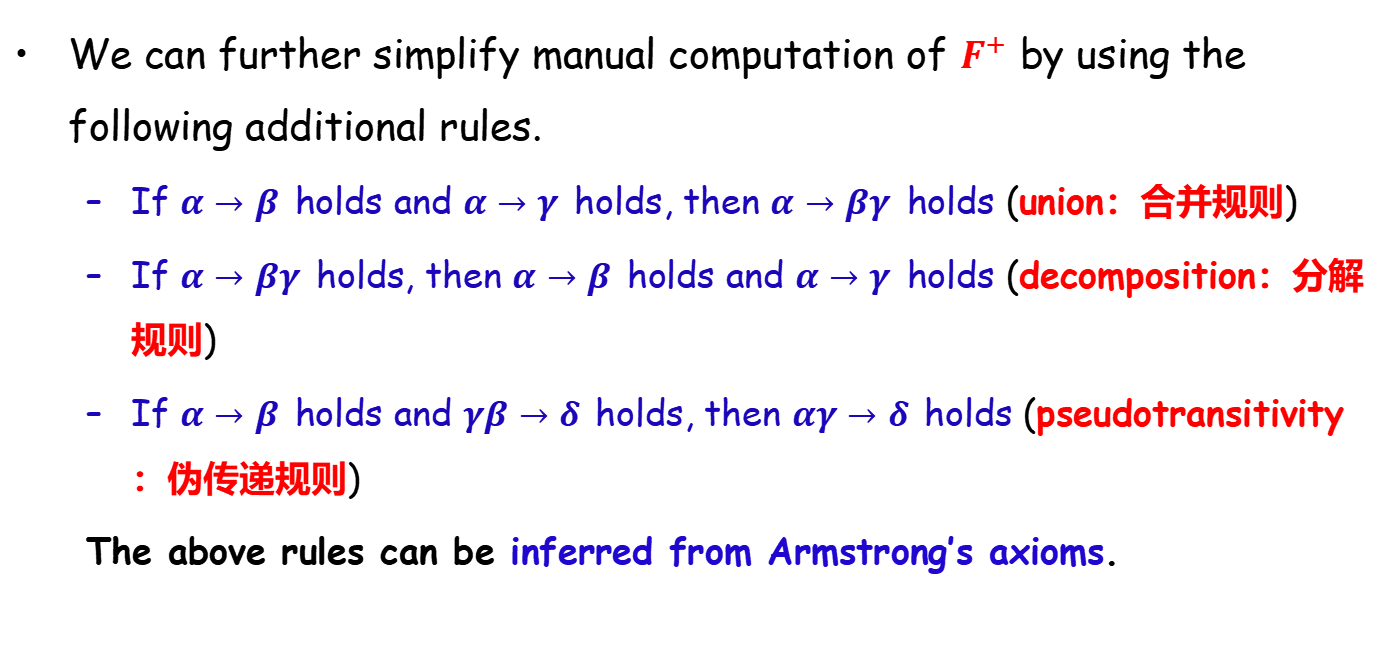 • We can further simplify manual computation of F⁺ by using the
following additional rules.
– If α → β holds and α → γ holds, then α → βγ holds (union：合并规则)
– If α → βγ holds, then α → β holds and α → γ holds (decomposition：分解
规则)
– If α → β holds and γβ → δ holds, then αγ → δ holds (pseudotransitivity
：伪传递规则)
The above rules can be inferred from Armstrong’s axioms.